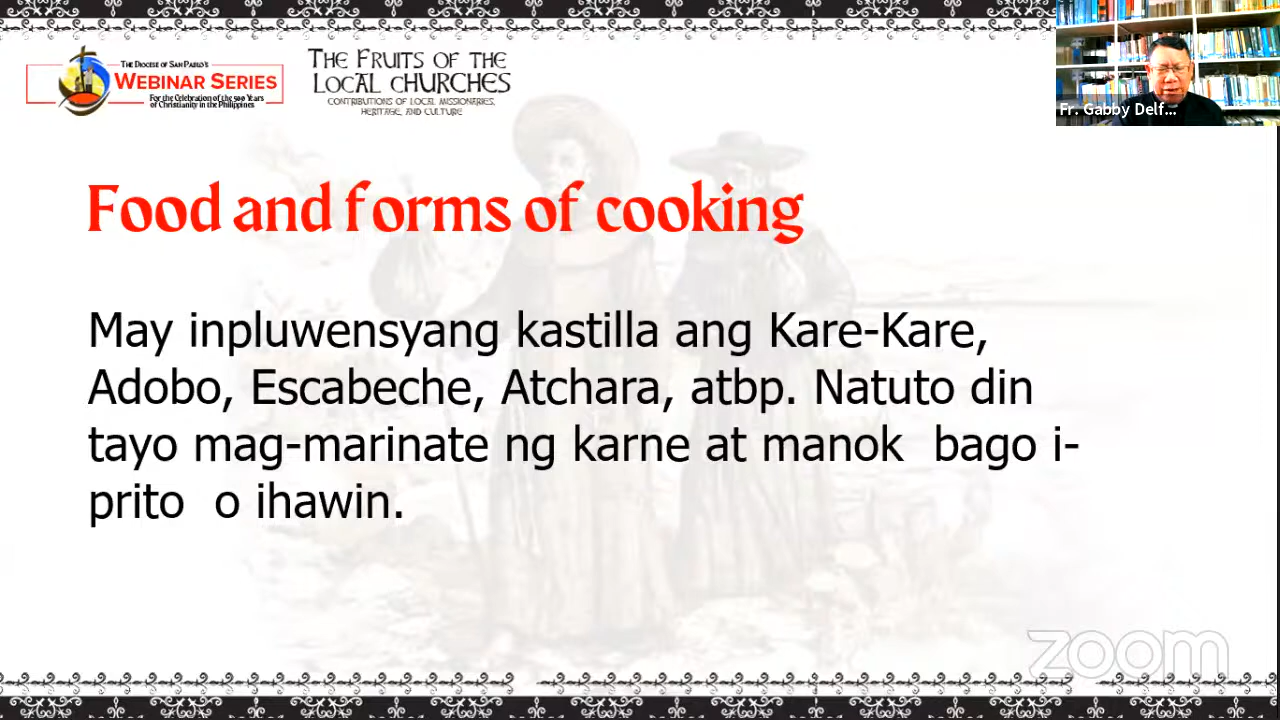 THE DIOCESE OF SAN PABLO'S
WEBINAR SERIES
For the Celebration of the 500 Years
of Christianity in the Philippines
THE FRUITS OF THE
LOCAL CHURCHES
CONTRIBUTIONS OF LOCAL MISSIONARIES,
HERITAGE, AND CULTURE
Fr. Gabby Delf...
Food and forms of cooking
May inpluwensyang kastilla ang Kare-Kare,
Adobo, Escabeche, Atchara, atbp. Natuto din
tayo mag-marinate ng karne at manok bago i-
prito o ihawin.
zoom